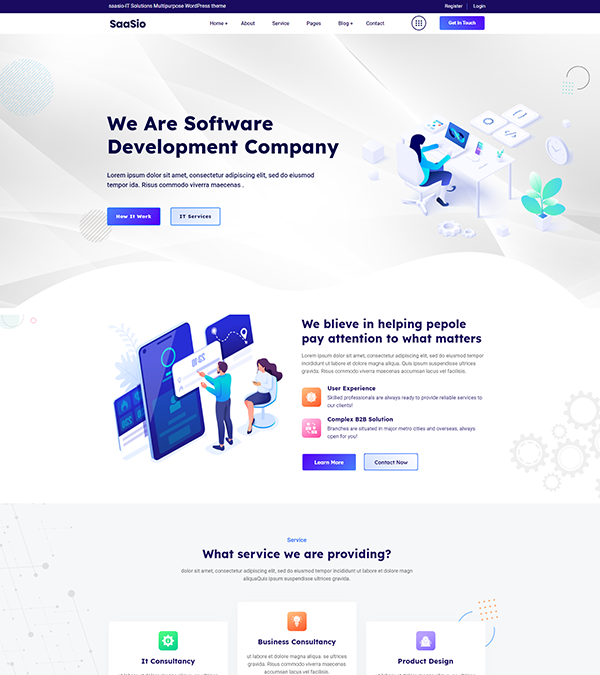 saasio-IT Solutions Multipurpose WordPress theme
Register
Login
SaaSio
Home +
About
Service
Pages
Blog +
Contact
Get In Touch
We Are Software
Development Company
Lorem ipsum dolor sit amet, consectetur adipiscing elit, sed do eiusmod
tempor ida. Risus commodo viverra maecenas .
How It Work
IT Services
We blieve in helping pepole
pay attention to what matters
Lorem ipsum dolor sit amet, consectetur adipiscing elit, sed do eiusmod tempor
incididunt ut labore et dolore magna aliqua. Quis ipsum suspendisse ultrices
gravida. Risus commodo viverra maecenas accumsan lacus vel facilisis.
User Experience
Skilled professionals are always ready to provide reliable services to
our clients!
Complex B2B Solution
Branches are situated in major metro cities and overseas, always
open for you!
Learn More
Contact Now
Service
What service we are providing?
dolor sit amet, consectetur adipiscing elit, sed do eiusmod tempor incididunt ut labore et dolore magn
aliquaQuis ipsum suspendisse ultrices gravida.
It Consultancy
Business Consultancy
ut labore et dolore magna aliqua. se ultrices
gravida. Risus commodo viverra maecenas
accumsan lacus vel facilisis.
Product Design